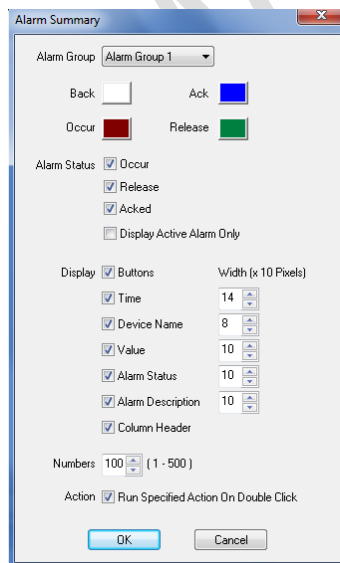 Alarm Summary
Alarm Group Alarm Group 1
Back Ack
Occur Release
Alarm Status Occur
Release
Acked
Display Active Alarm Only
Display Buttons Width (x 10 Pixels)
Time 14
Device Name 8
Value 10
Alarm Status 10
Alarm Description 10
Column Header
Numbers 100 ( 1 - 500 )
Action Run Specified Action On Double Click
OK Cancel